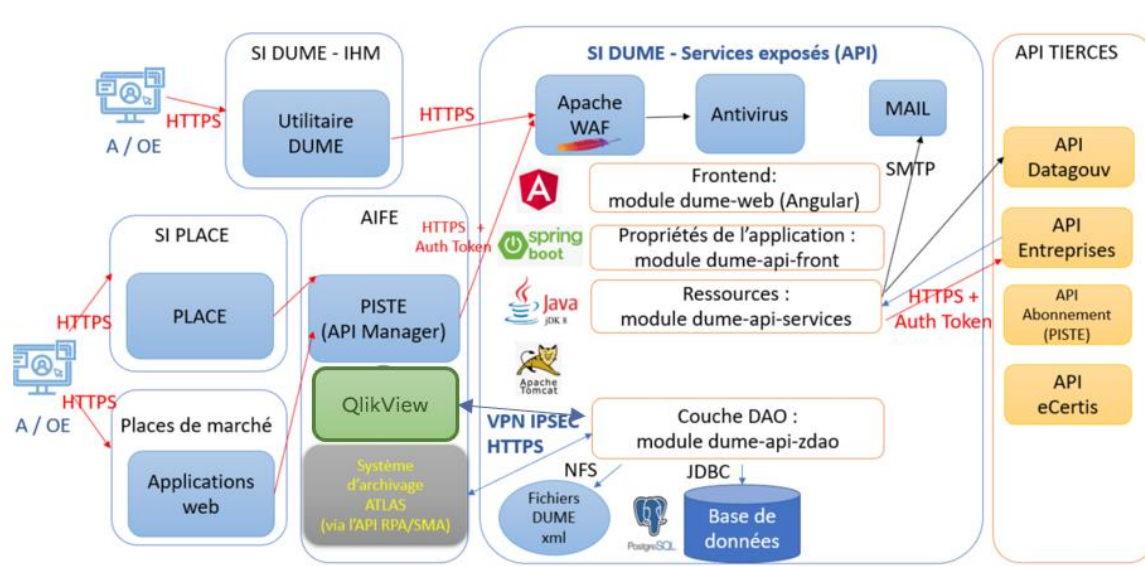 SI DUME - IHM
Utilitaire
DUME
A / OE
HTTPS
HTTPS
SI DUME - Services exposés (API)
Apache
WAF
Antivirus
MAIL
SMTP
Frontend:
module dume-web (Angular)
Propriétés de l'application :
module dume-api-front
Ressources :
module dume-api-services
A
spring
boot
Java
JDK 8
Apache
Tomcat
API TIERCES
API
Datagouv
API
Entreprises
API
Abonnement
(PISTE)
API
eCertis
HTTPS +
Auth Token
SI PLACE
PLACE
HTTPS
A / OE
HTTPS
Places de marché
Applications
web
AIFE
HTTPS +
Auth Token
PISTE
(API Manager)
QlikView
Système
d'archivage
ATLAS
(via l'API RPA/SMA)
VPN IPSEC
HTTPS
Couche DAO :
module dume-api-zdao
NFS
JDBC
Fichiers
DUME
xml
PostgreSQL
Base de
données